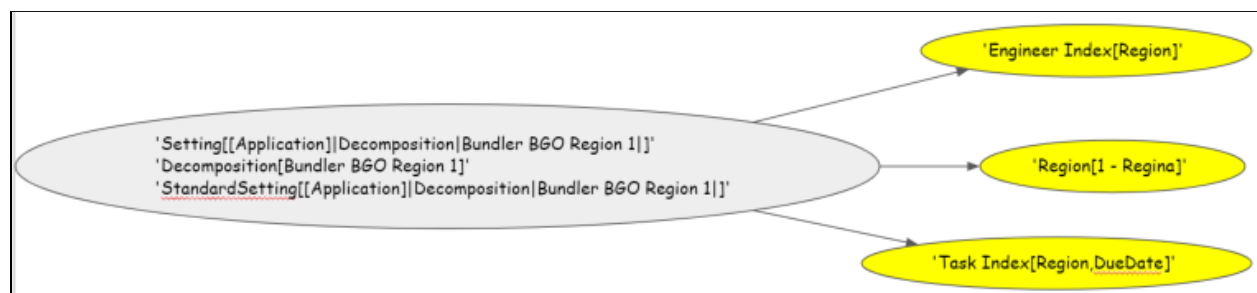 'Engineer Index[Region]'
'Setting[[Application]|Decomposition|Bundler BGO Region 1|]'
'Decomposition[Bundler BGO Region 1]'
'StandardSetting[[Application]|Decomposition|Bundler BGO Region 1|]'
'Region[1 - Regina]'
'Task Index[Region,DueDate]'